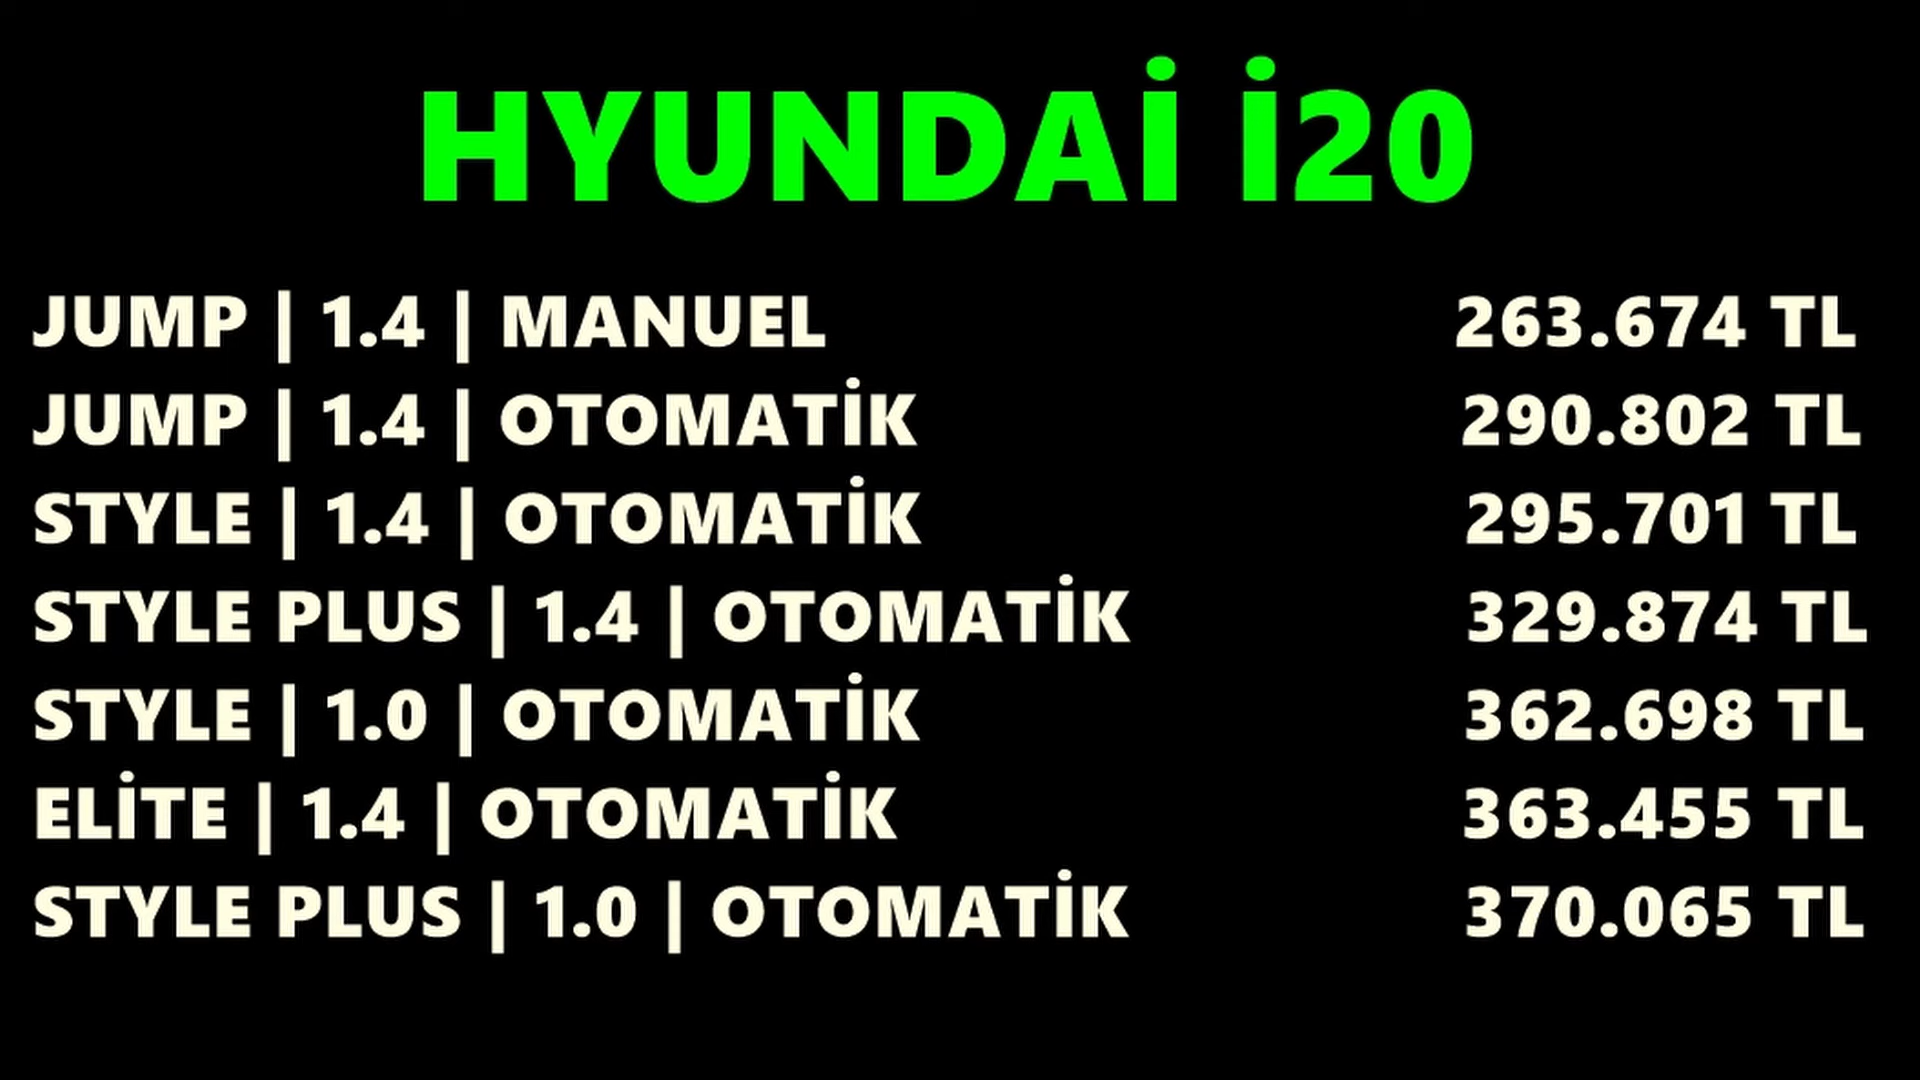 HYUNDAİ İ20
JUMP | 1.4 | MANUEL 263.674 TL
JUMP | 1.4 | OTOMATİK 290.802 TL
STYLE | 1.4 | OTOMATİK 295.701 TL
STYLE PLUS | 1.4 | OTOMATİK 329.874 TL
STYLE | 1.0 | OTOMATİK 362.698 TL
ELİTE | 1.4 | OTOMATİK 363.455 TL
STYLE PLUS | 1.0 | OTOMATİK 370.065 TL